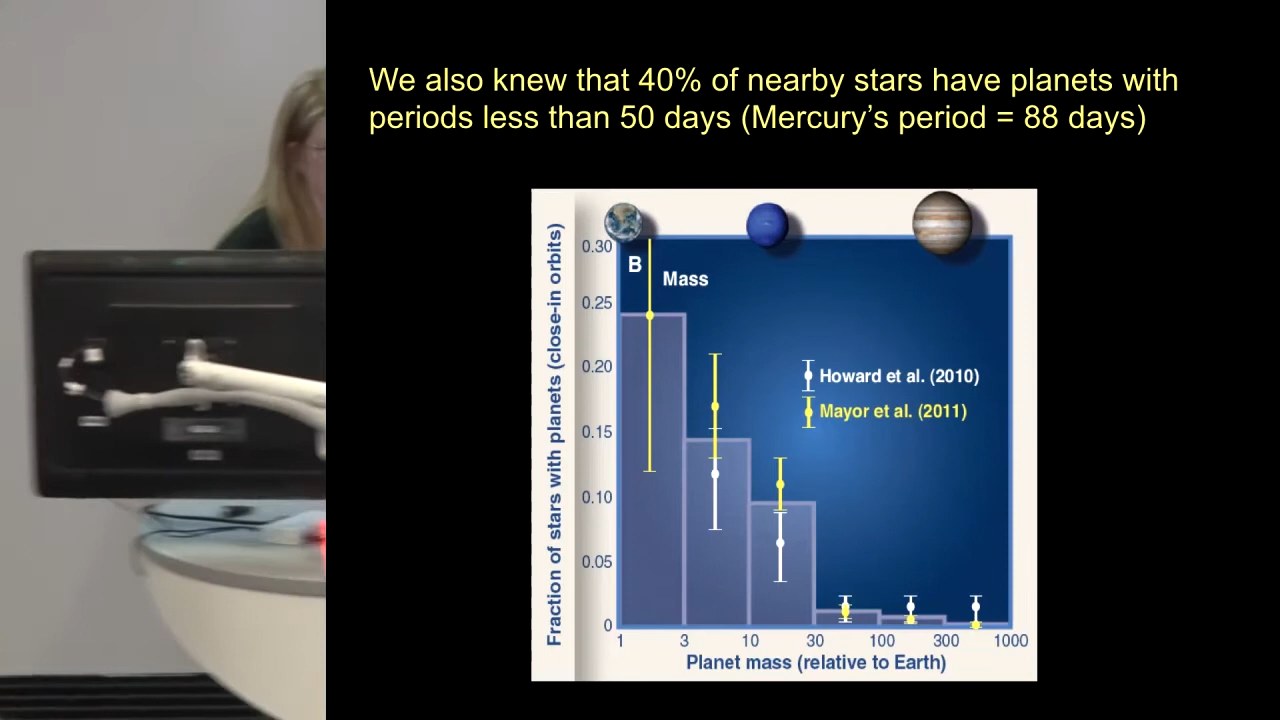 We also knew that 40% of nearby stars have planets with
periods less than 50 days (Mercury's period = 88 days)
Fraction of stars with planets (close-in orbits)
0.30
0.25
0.20
0.15
0.10
0.05
0
B
Mass
Howard et al. (2010)
Mayor et al. (2011)
1 3 10 30 100 300 1000
Planet mass (relative to Earth)